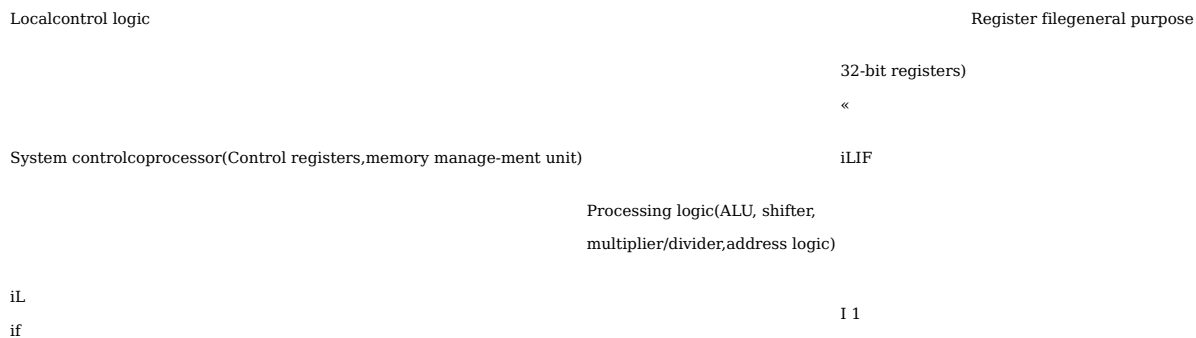 Localcontrol logic
Register filegeneral purpose
32-bit registers)
«
System controlcoprocessor(Control registers,memory manage-ment unit)
iLIF
Processing logic(ALU, shifter,
multiplier/divider,address logic)
iL
if
I 1